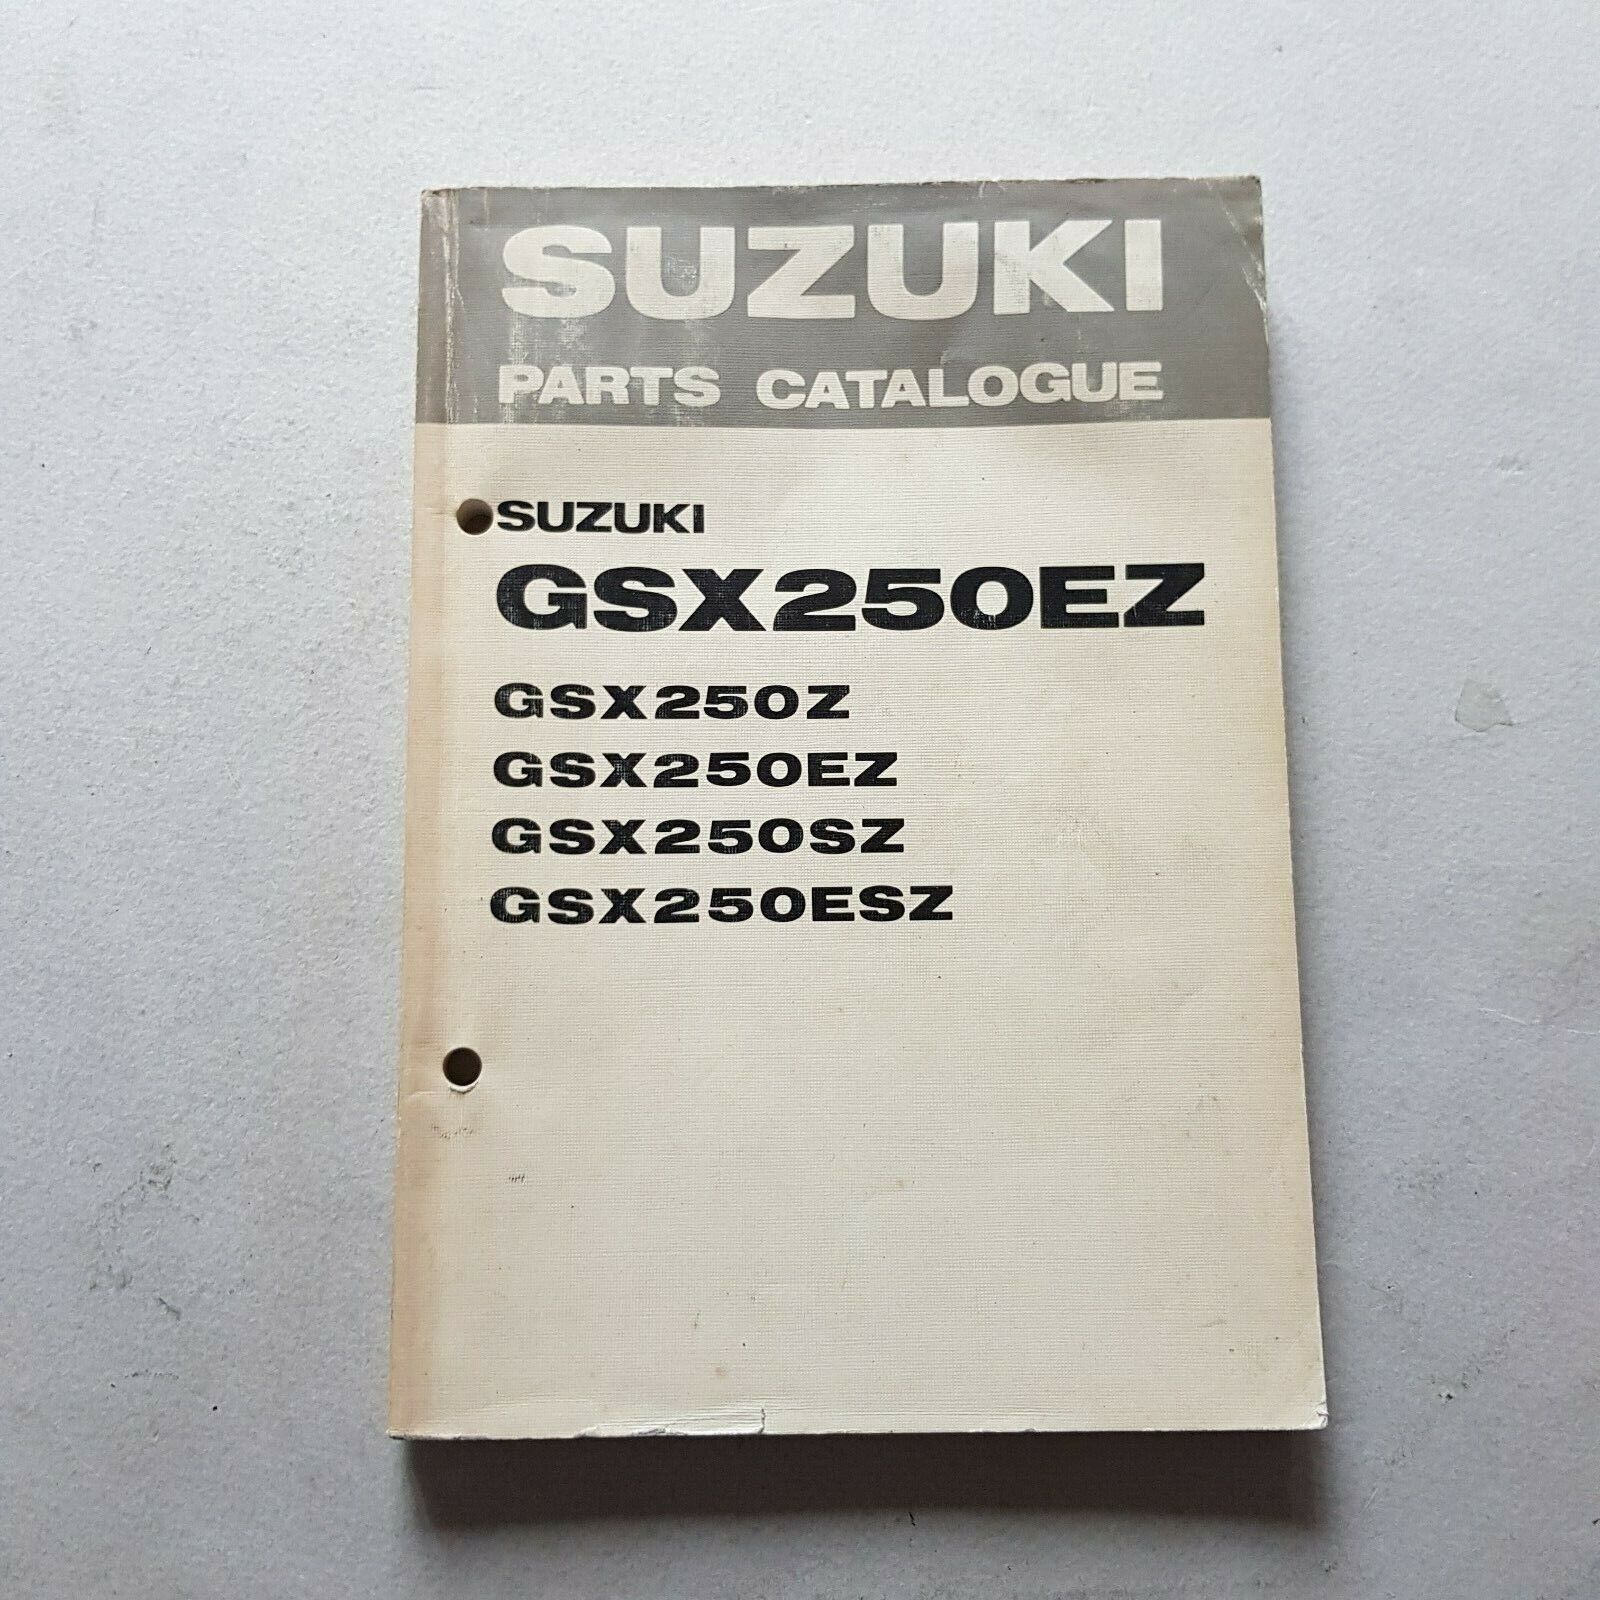 SUZUKI
PARTS CATALOGUE
SUZUKI
GSX250EZ
GSX250Z
GSX250EZ
GSX250SZ
GSX250ESZ